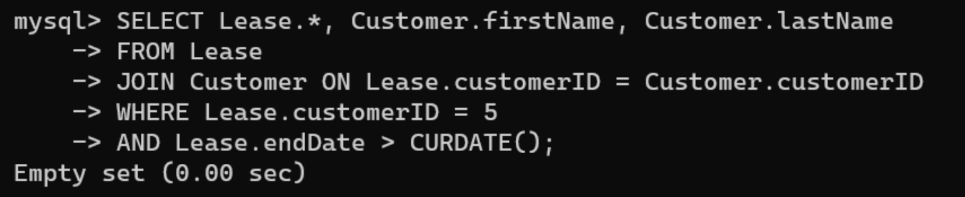 mysql> SELECT Lease.*, Customer.firstName, Customer.lastName
    -> FROM Lease
    -> JOIN Customer ON Lease.customerID = Customer.customerID
    -> WHERE Lease.customerID = 5
    -> AND Lease.endDate > CURDATE();
Empty set (0.00 sec)